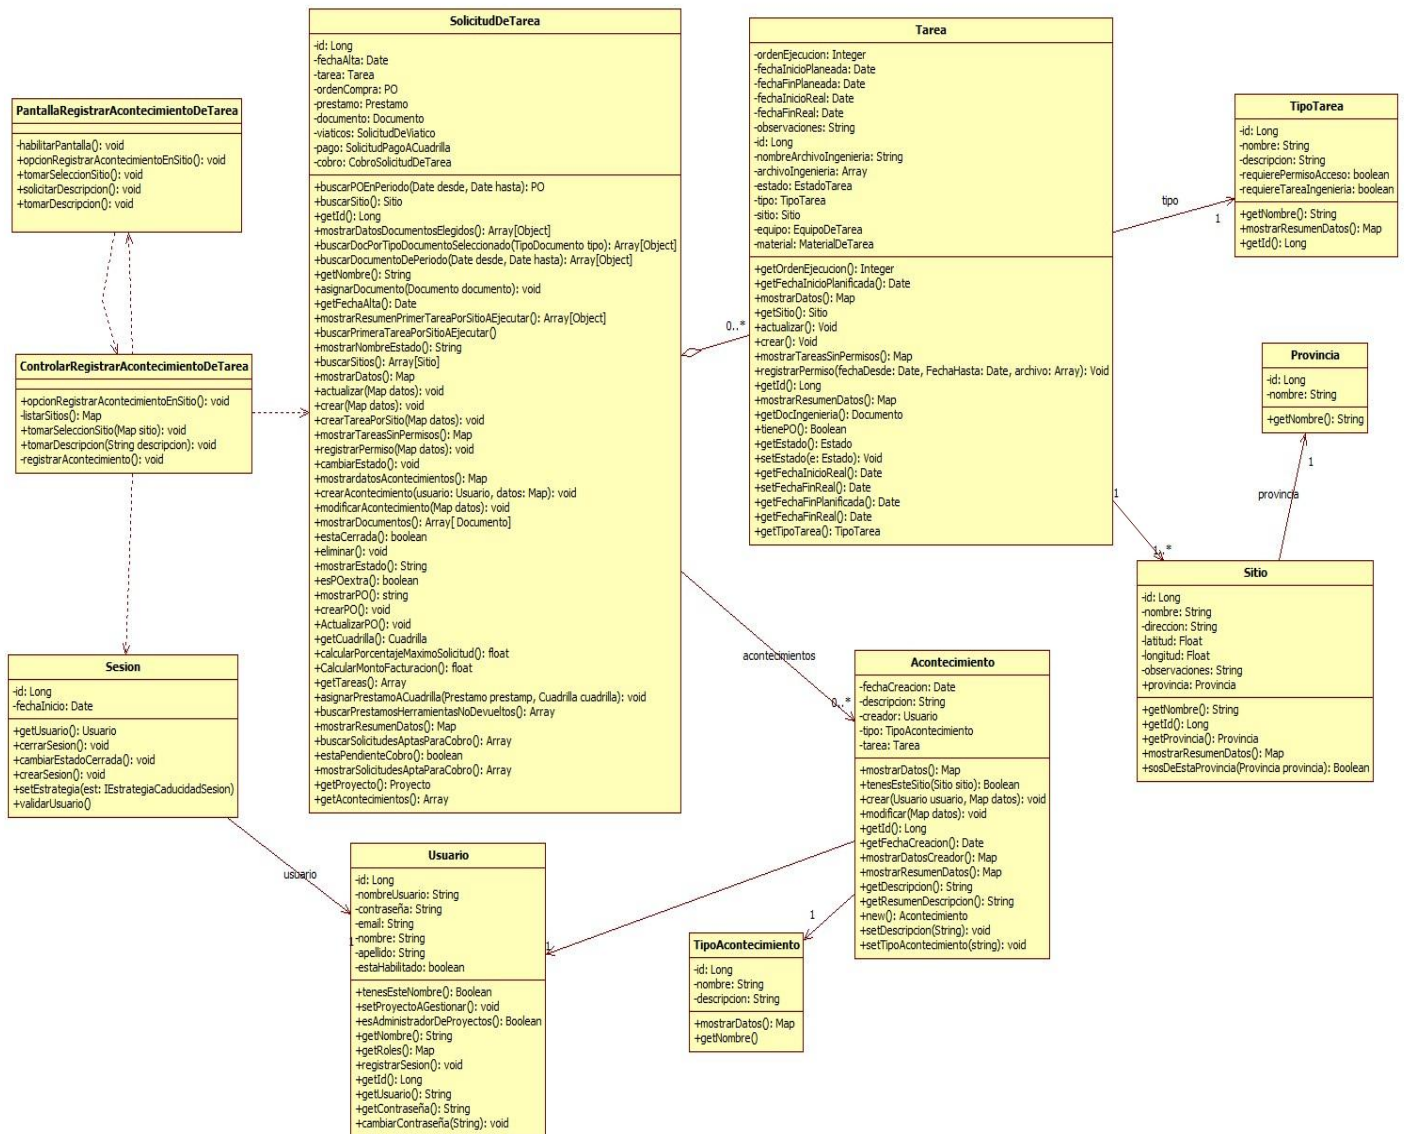 PantallaRegistrarAcontecimientoDeTarea
-habilitarPantalla(): void
+opcionRegistrarAcontecimientoEnSitio(): void
+tomarSeleccionSitio(): void
+solicitarDescripcion(): void
+tomarDescripcion(): void
ControlarRegistrarAcontecimientoDeTarea
+opcionRegistrarAcontecimientoEnSitio(): void
-listarSitios(): Map
+tomarSeleccionSitio(Map sitio): void
+tomarDescripcion(String descripcion): void
-registrarAcontecimiento(): void
Sesion
-id: Long
-fechaInicio: Date
+getUsuario(): Usuario
+cerrarSesion(): void
+cambiarEstadoCerrada(): void
+crearSesion(): void
+setEstrategia(est: IEstrategiaCaducidadSesion)
+validarUsuario()
usuario
1
SolicitudDeTarea
-id: Long
-fechaAlta: Date
-tarea: Tarea
-ordenCompra: PO
-prestamo: Prestamo
-documento: Documento
-viaticos: SolicitudDeViatico
-pago: SolicitudPagoACuadrilla
-cobro: CobroSolicitudDeTarea
+buscarPOEnPeriodo(Date desde, Date hasta): PO
+buscarSitio(): Sitio
+getId(): Long
+mostrarDatosDocumentosElegidos(): Array[Object]
+buscarDocPorTipoDocumentoSeleccionado(TipoDocumento tipo): Array[Object]
+buscarDocumentoDePeriodo(Date desde, Date hasta): Array[Object]
+getNombre(): String
+asignarDocumento(Documento documento): void
+getFechaAlta(): Date
+mostrarResumenPrimerTareaPorSitioAEjecutar(): Array[Object]
+buscarPrimeraTareaPorSitioAEjecutar()
+mostrarNombreEstado(): String
+buscarSitios(): Array[Sitio]
+mostrarDatos(): Map
+actualizar(Map datos): void
+crear(Map datos): void
+crearTareaPorSitio(Map datos): void
+mostrarTareasSinPermisos(): Map
+registrarPermiso(Map datos): void
+cambiarEstado(): void
+mostrardatosAcontecimientos(): Map
+crearAcontecimiento(usuario: Usuario, datos: Map): void
+modificarAcontecimiento(Map datos): void
+mostrarDocumentos(): Array[ Documento]
+estaCerrada(): boolean
+eliminar(): void
+mostrarEstado(): String
+esPOextra(): boolean
+mostrarPO(): string
+crearPO(): void
+ActualizarPO(): void
+getCuadrilla(): Cuadrilla
+calcularPorcentajeMaximoSolicitud(): float
+CalcularMontoFacturacion(): float
+getTareas(): Array
+asignarPrestamoACuadrilla(Prestamo prestamp, Cuadrilla cuadrilla): void
+buscarPrestamosHerramientasNoDevueltos(): Array
+mostrarResumenDatos(): Map
+buscarSolicitudesAptasParaCobro(): Array
+estaPendienteCobro(): boolean
+mostrarSolicitudesAptaParaCobro(): Array
+getProyecto(): Proyecto
+getAcontecimientos(): Array
0..*
Tarea
-ordenEjecucion: Integer
-fechaInicioPlaneada: Date
-fechaFinPlaneada: Date
-fechaInicioReal: Date
-fechaFinReal: Date
-observaciones: String
-id: Long
-nombreArchivoIngenieria: String
-archivoIngenieria: Array
-estado: EstadoTarea
-tipo: TipoTarea
-sitio: Sitio
-equipo: EquipoDeTarea
-material: MaterialDeTarea
+getOrdenEjecucion(): Integer
+getFechaInicioPlanificada(): Date
+mostrarDatos(): Map
+getSitio(): Sitio
+actualizar(): Void
+crear(): Void
+mostrarTareasSinPermisos(): Map
+registrarPermiso(fechaDesde: Date, FechaHasta: Date, archivo: Array): Void
+getId(): Long
+mostrarResumenDatos(): Map
+getDocIngenieria(): Documento
+tienePO(): Boolean
+getEstado(): Estado
+setEstado(e: Estado): Void
+getFechaInicioReal(): Date
+setFechaFinReal(): Date
+getFechaFinPlanificada(): Date
+getFechaFinReal(): Date
+getTipoTarea(): TipoTarea
tipo
1
TipoTarea
-id: Long
-nombre: String
-descripcion: String
-requierePermisoAcceso: boolean
-requiereTareaIngenieria: boolean
+getNombre(): String
+mostrarResumenDatos(): Map
+getId(): Long
Provincia
-id: Long
-nombre: String
+getNombre(): String
1
provincia
1
1..*
Sitio
-id: Long
-nombre: String
-direccion: String
-latitud: Float
-longitud: Float
-observaciones: String
+provincia: Provincia
+getNombre(): String
+getId(): Long
+getProvincia(): Provincia
+mostrarResumenDatos(): Map
+sosDeEstaProvincia(Provincia provincia): Boolean
acontecimientos
0..*
Acontecimiento
-fechaCreacion: Date
-descripcion: String
-creador: Usuario
-tipo: TipoAcontecimiento
-tarea: Tarea
+mostrarDatos(): Map
+tenesEsteSitio(Sitio sitio): Boolean
+crear(Usuario usuario, Map datos): void
+modificar(Map datos): void
+getId(): Long
+getFechaCreacion(): Date
+mostrarDatosCreador(): Map
+mostrarResumenDatos(): Map
+getDescripcion(): String
+getResumenDescripcion(): String
+new(): Acontecimiento
+setDescripcion(String): void
+setTipoAcontecimiento(string): void
1
1
TipoAcontecimiento
-id: Long
-nombre: String
-descripcion: String
+mostrarDatos(): Map
+getNombre()
Usuario
-id: Long
-nombreUsuario: String
-contraseña: String
-email: String
-nombre: String
-apellido: String
-estaHabilitado: boolean
+tenesEsteNombre(): Boolean
+setProyectoAGestionar(): void
+esAdministradorDeProyectos(): Boolean
+getNombre(): String
+getRoles(): Map
+registrarSesion(): void
+getId(): Long
+getUsuario(): String
+getContraseña(): String
+cambiarContraseña(String): void